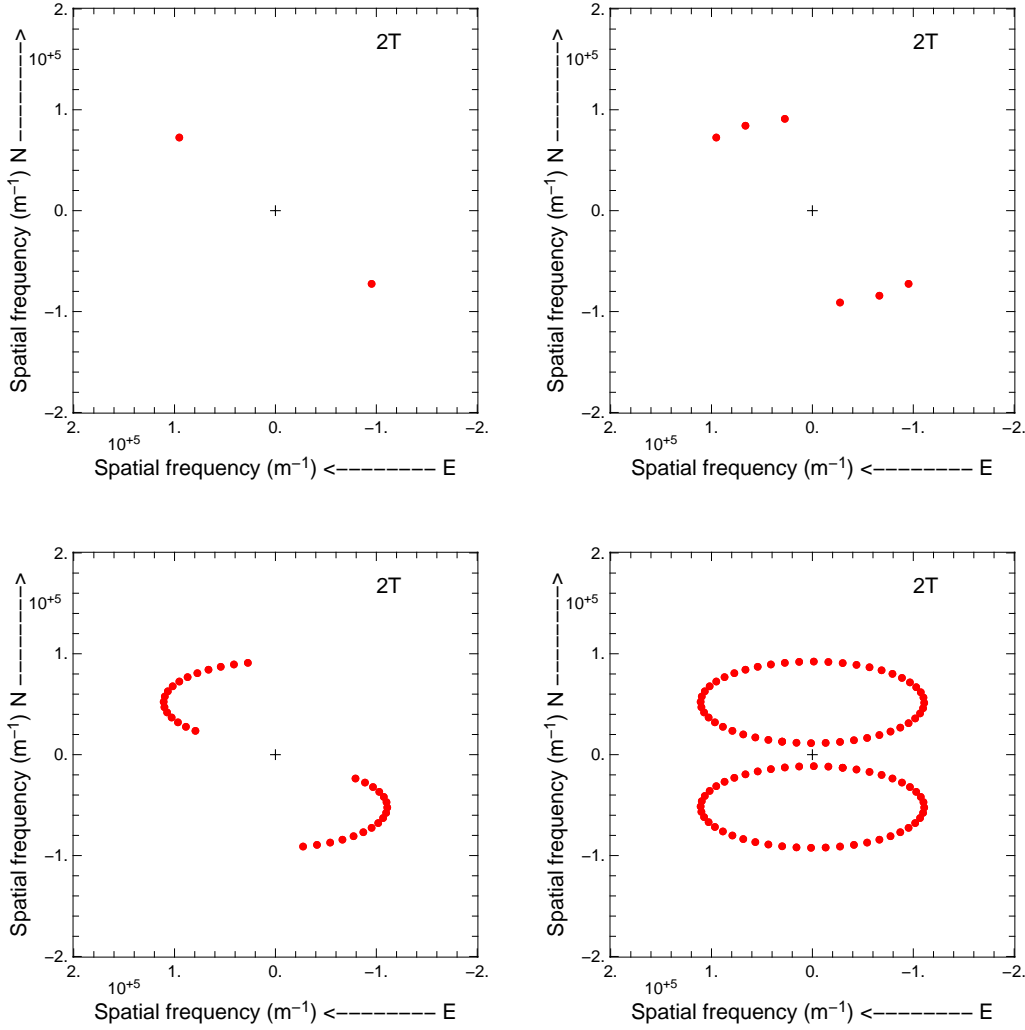 2.
10+5
1.
0.
−1.
−2.
2T
2. 1. 0. −1. −2.
10+5
Spatial frequency (m−1) <−−−−−−−− E
Spatial frequency (m−1) N −−−−−−−−>
2.
10+5
1.
0.
−1.
−2.
2T
2. 1. 0. −1. −2.
10+5
Spatial frequency (m−1) <−−−−−−−− E
Spatial frequency (m−1) N −−−−−−−−>
2.
10+5
1.
0.
−1.
−2.
2T
2. 1. 0. −1. −2.
10+5
Spatial frequency (m−1) <−−−−−−−− E
Spatial frequency (m−1) N −−−−−−−−>
2.
10+5
1.
0.
−1.
−2.
2T
2. 1. 0. −1. −2.
10+5
Spatial frequency (m−1) <−−−−−−−− E
Spatial frequency (m−1) N −−−−−−−−>